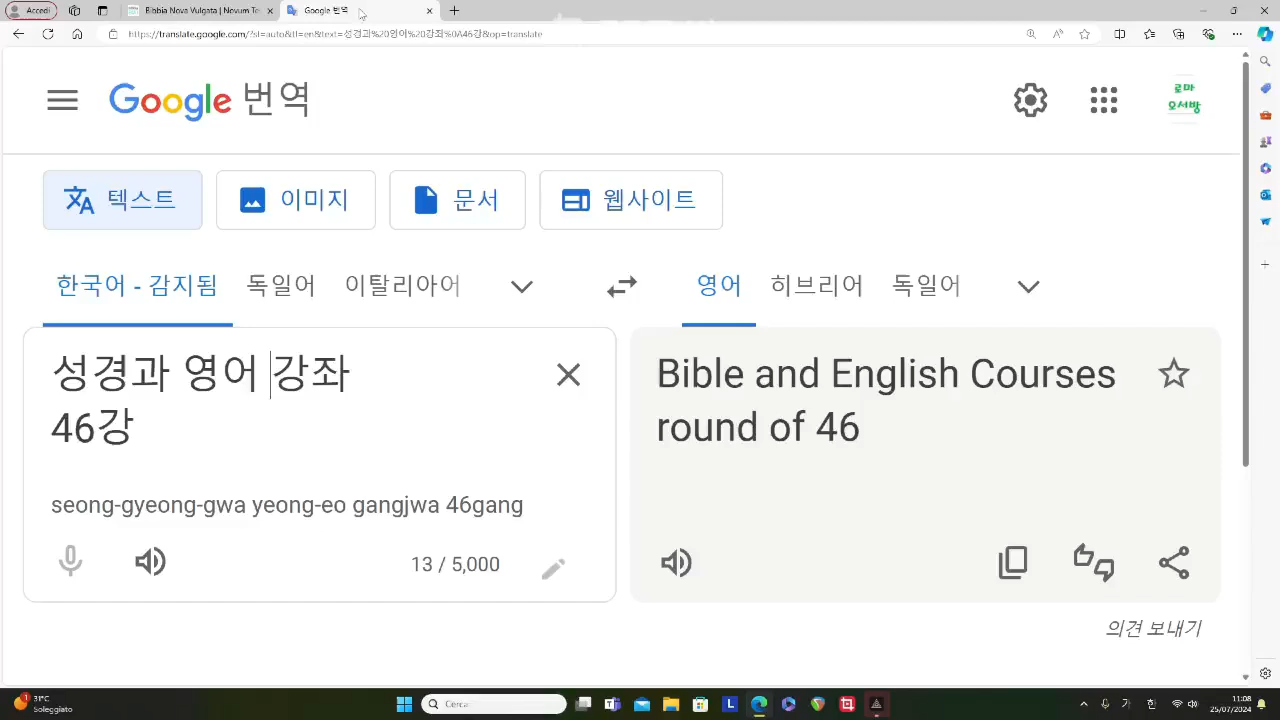 Accedi
Bibbia Nova Vulgata | Novum Te
Google 번역
https://translate.google.com/?sl=auto&tl=en&text=성경과%20영어%20강좌%0A46강&op=translate
Google 번역
로마
오서방
텍스트
이미지
문서
웹사이트
한국어 - 감지됨
독일어
이탈리아어
영어
히브리어
독일어
성경과 영어 강좌
46강
Bible and English Courses
round of 46
seong-gyeong-gwa yeong-eo gangjwa 46gang
13 / 5,000
의견 보내기
1
31°C
Soleggiato
Cerca
11:08
25/07/2024